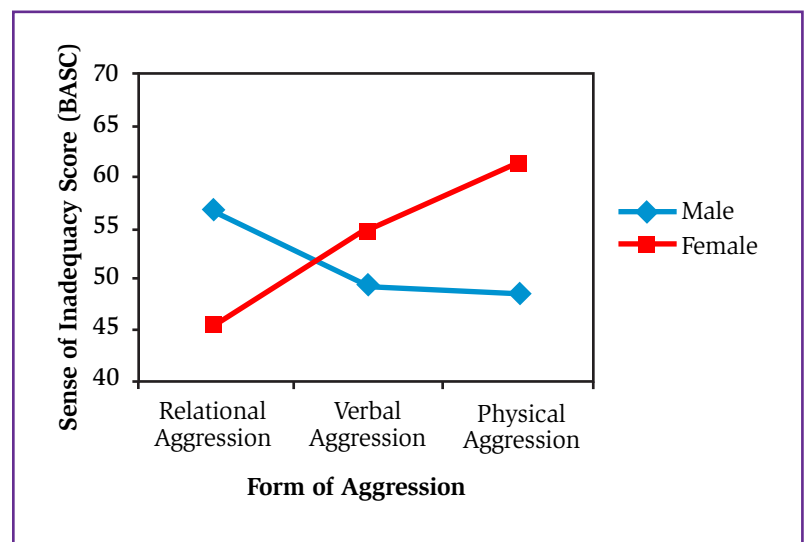 Sense of Inadequacy Score (BASC)
70
65
60
55
50
45
40
Relational
Aggression
Verbal
Aggression
Physical
Aggression
Form of Aggression
Male
Female